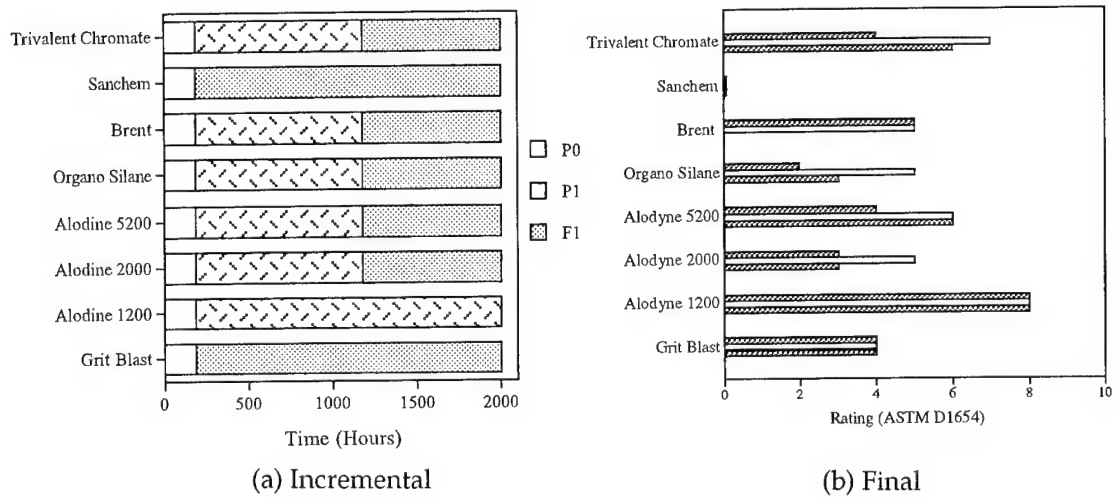 Trivalent Chromate
Sanchem
Brent
Organo Silane
Alodine 5200
Alodine 2000
Alodine 1200
Grit Blast
0 500 1000 1500 2000
Time (Hours)
(a) Incremental
P0
P1
F1
Trivalent Chromate
Sanchem
Brent
Organo Silane
Alodyne 5200
Alodyne 2000
Alodyne 1200
Grit Blast
0 2 4 6 8 10
Rating (ASTM D1654)
(b) Final